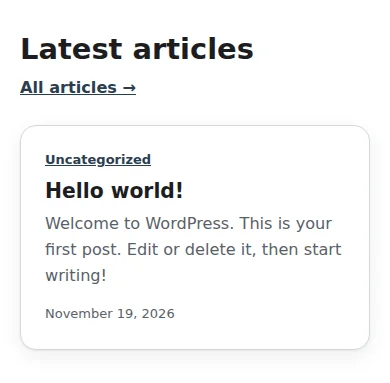 Latest articles
All articles →
Uncategorized
Hello world!
Welcome to WordPress. This is your
first post. Edit or delete it, then start
writing!
November 19, 2026